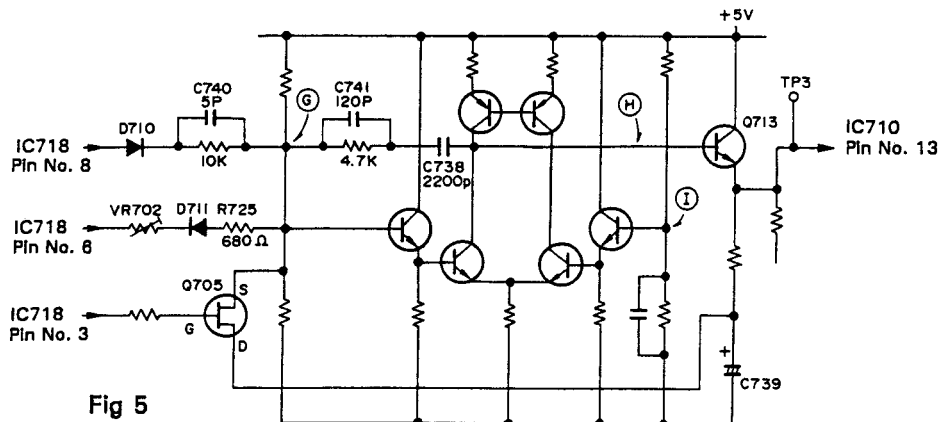 +5V
C740
5P
C741
120P
G
H
TP3
D710
Q713
IC718
Pin No. 8
10K
4.7K
C738
2200p
IC710
Pin No. 13
I
VR702
D711
R725
IC718
Pin No. 6
680Ω
Q705
S
IC718
Pin No. 3
G
D
+
C739
Fig 5